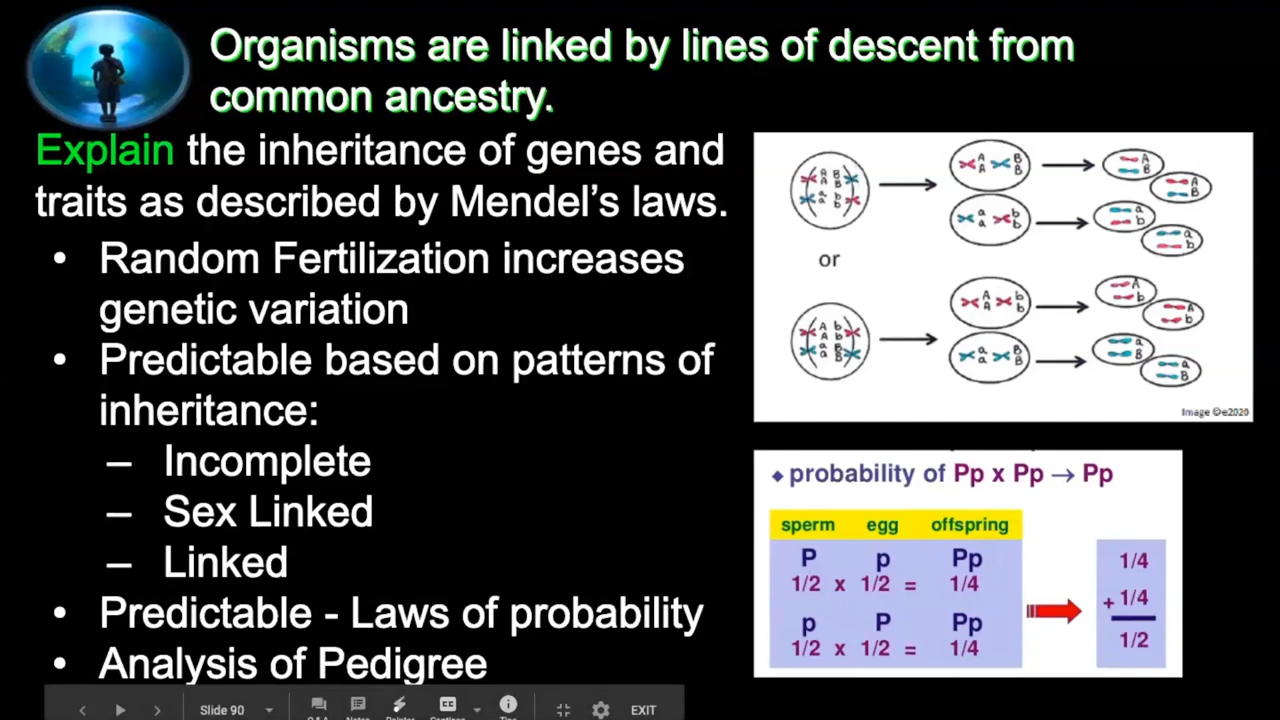 Organisms are linked by lines of descent from
common ancestry.
Explain the inheritance of genes and
traits as described by Mendel's laws.
• Random Fertilization increases
genetic variation
• Predictable based on patterns of
inheritance:
– Incomplete
– Sex Linked
– Linked
• Predictable - Laws of probability
• Analysis of Pedigree
A B
A B
a b
a b
A B
A B
a b
a b
A
B
A
B
a
b
a
b
or
A b
A b
a B
a B
A b
A b
a B
a B
A
b
A
b
a
B
a
B
Image ©e2020
◆ probability of Pp x Pp → Pp
sperm egg offspring
P p Pp
1/2 x 1/2 = 1/4
p P Pp
1/2 x 1/2 = 1/4
1/4
+ 1/4
1/2
Slide 90
EXIT